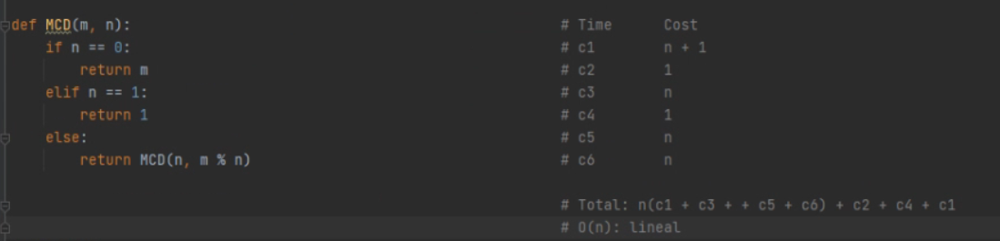 def MCD(m, n): # Time Cost
if n == 0: # c1 n + 1
return m # c2 1
elif n == 1: # c3 n
return 1 # c4 1
else: # c5 n
return MCD(n, m % n) # c6 n
# Total: n(c1 + c3 + + c5 + c6) + c2 + c4 + c1
# O(n): lineal